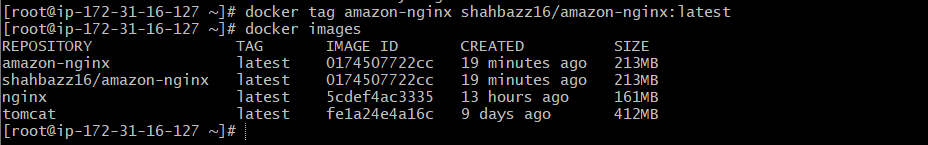 [root@ip-172-31-16-127 ~]# docker tag amazon-nginx shahbazz16/amazon-nginx:latest
[root@ip-172-31-16-127 ~]# docker images
REPOSITORY TAG IMAGE ID CREATED SIZE
amazon-nginx latest 0174507722cc 19 minutes ago 213MB
shahbazz16/amazon-nginx latest 0174507722cc 19 minutes ago 213MB
nginx latest 5cdef4ac3335 13 hours ago 161MB
tomcat latest fe1a24e4a16c 9 days ago 412MB
[root@ip-172-31-16-127 ~]#